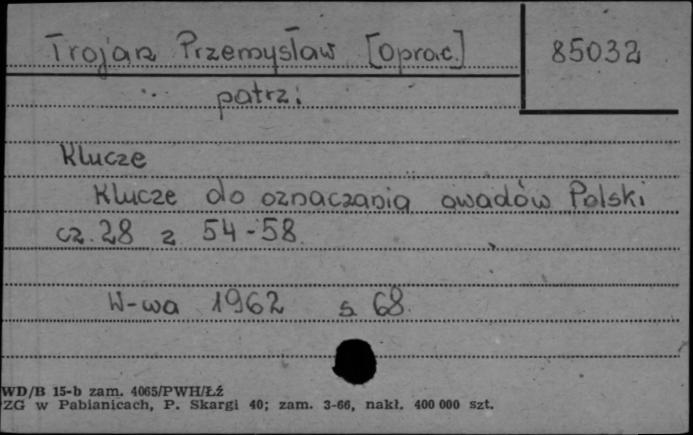 Trojan Przemysław [oprac.] 85032
patrz:
Klucze
Klucze do oznaczania owadów Polski
cz. 28 z. 54-58
W-wa 1962 s. 68.
WD/B 15-b zam. 4065/PWH/Łź
ZG w Pabianicach, P. Skargi 40; zam. 3-66, nakł. 400 000 szt.